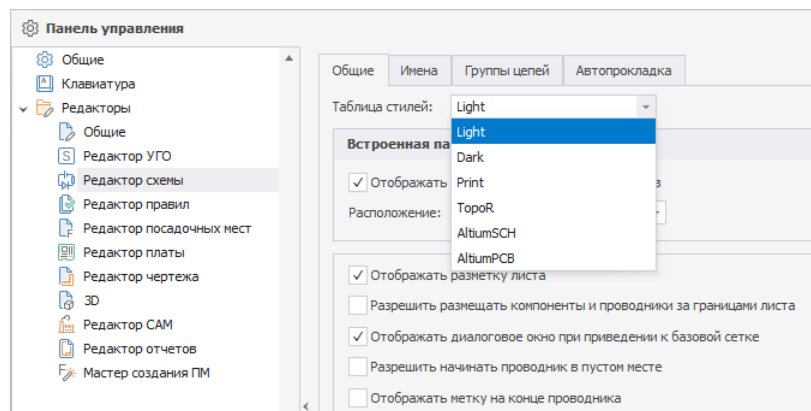 Панель управления
Общие
Клавиатура
Редакторы
Общие
Редактор УГО
Редактор схемы
Редактор правил
Редактор посадочных мест
Редактор платы
Редактор чертежа
3D
Редактор САМ
Редактор отчетов
Мастер создания ПМ
Общие Имена Группы цепей Автопрокладка
Таблица стилей: Light
Light
Dark
Print
TopoR
AltiumSCH
AltiumPCB
Встроенная па
Отображать в
Расположение:
Отображать разметку листа
Разрешить размещать компоненты и проводники за границами листа
Отображать диалоговое окно при приведении к базовой сетке
Разрешить начинать проводник в пустом месте
Отображать метку на конце проводника